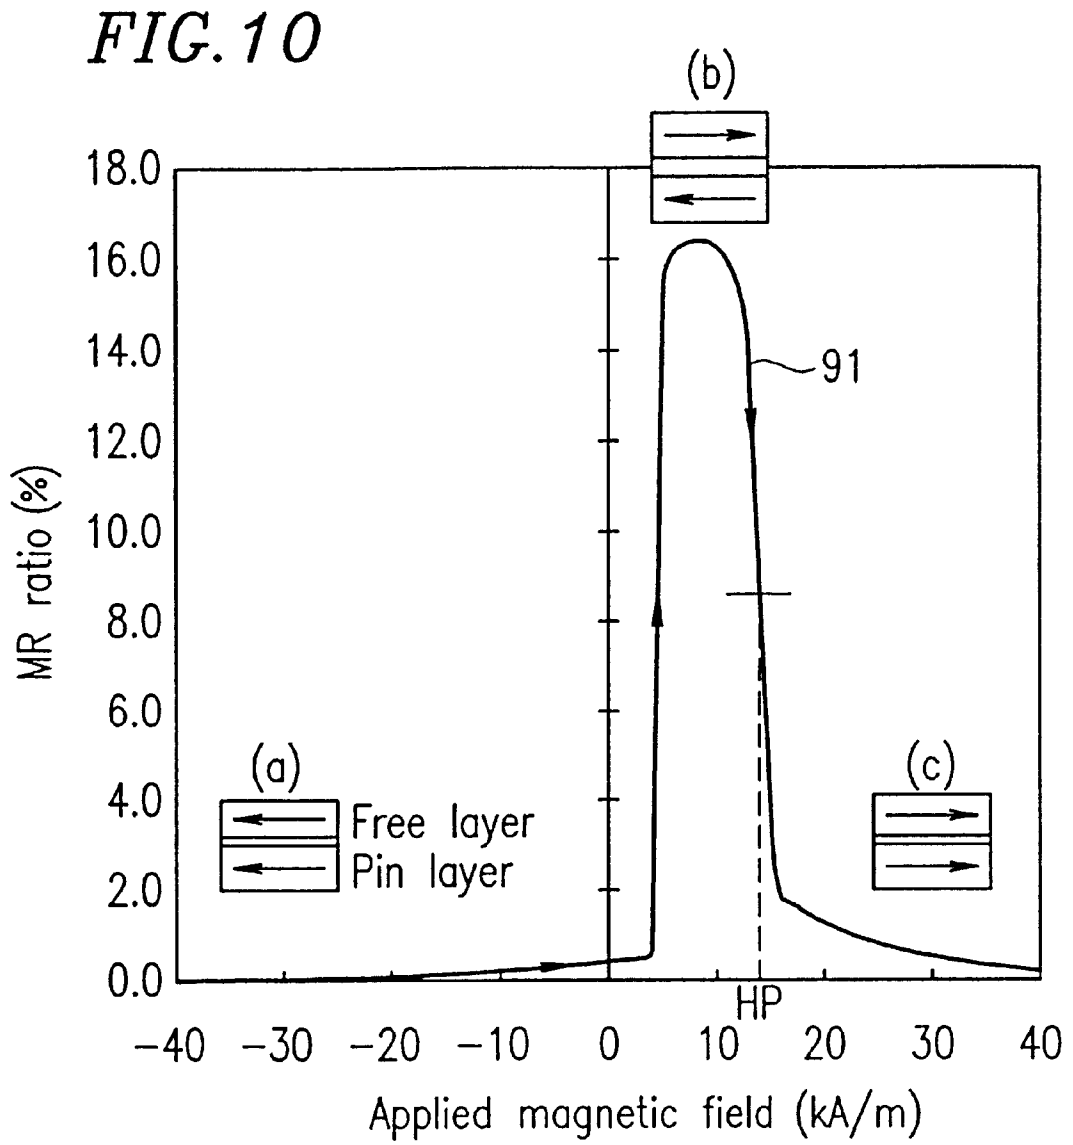 FIG.10
(b)
18.0
16.0
14.0
12.0
10.0
8.0
6.0
4.0
2.0
0.0
MR ratio (%)
91
(a)
Free layer
Pin layer
(c)
HP
−40 −30 −20 −10 0 10 20 30 40
Applied magnetic field (kA/m)